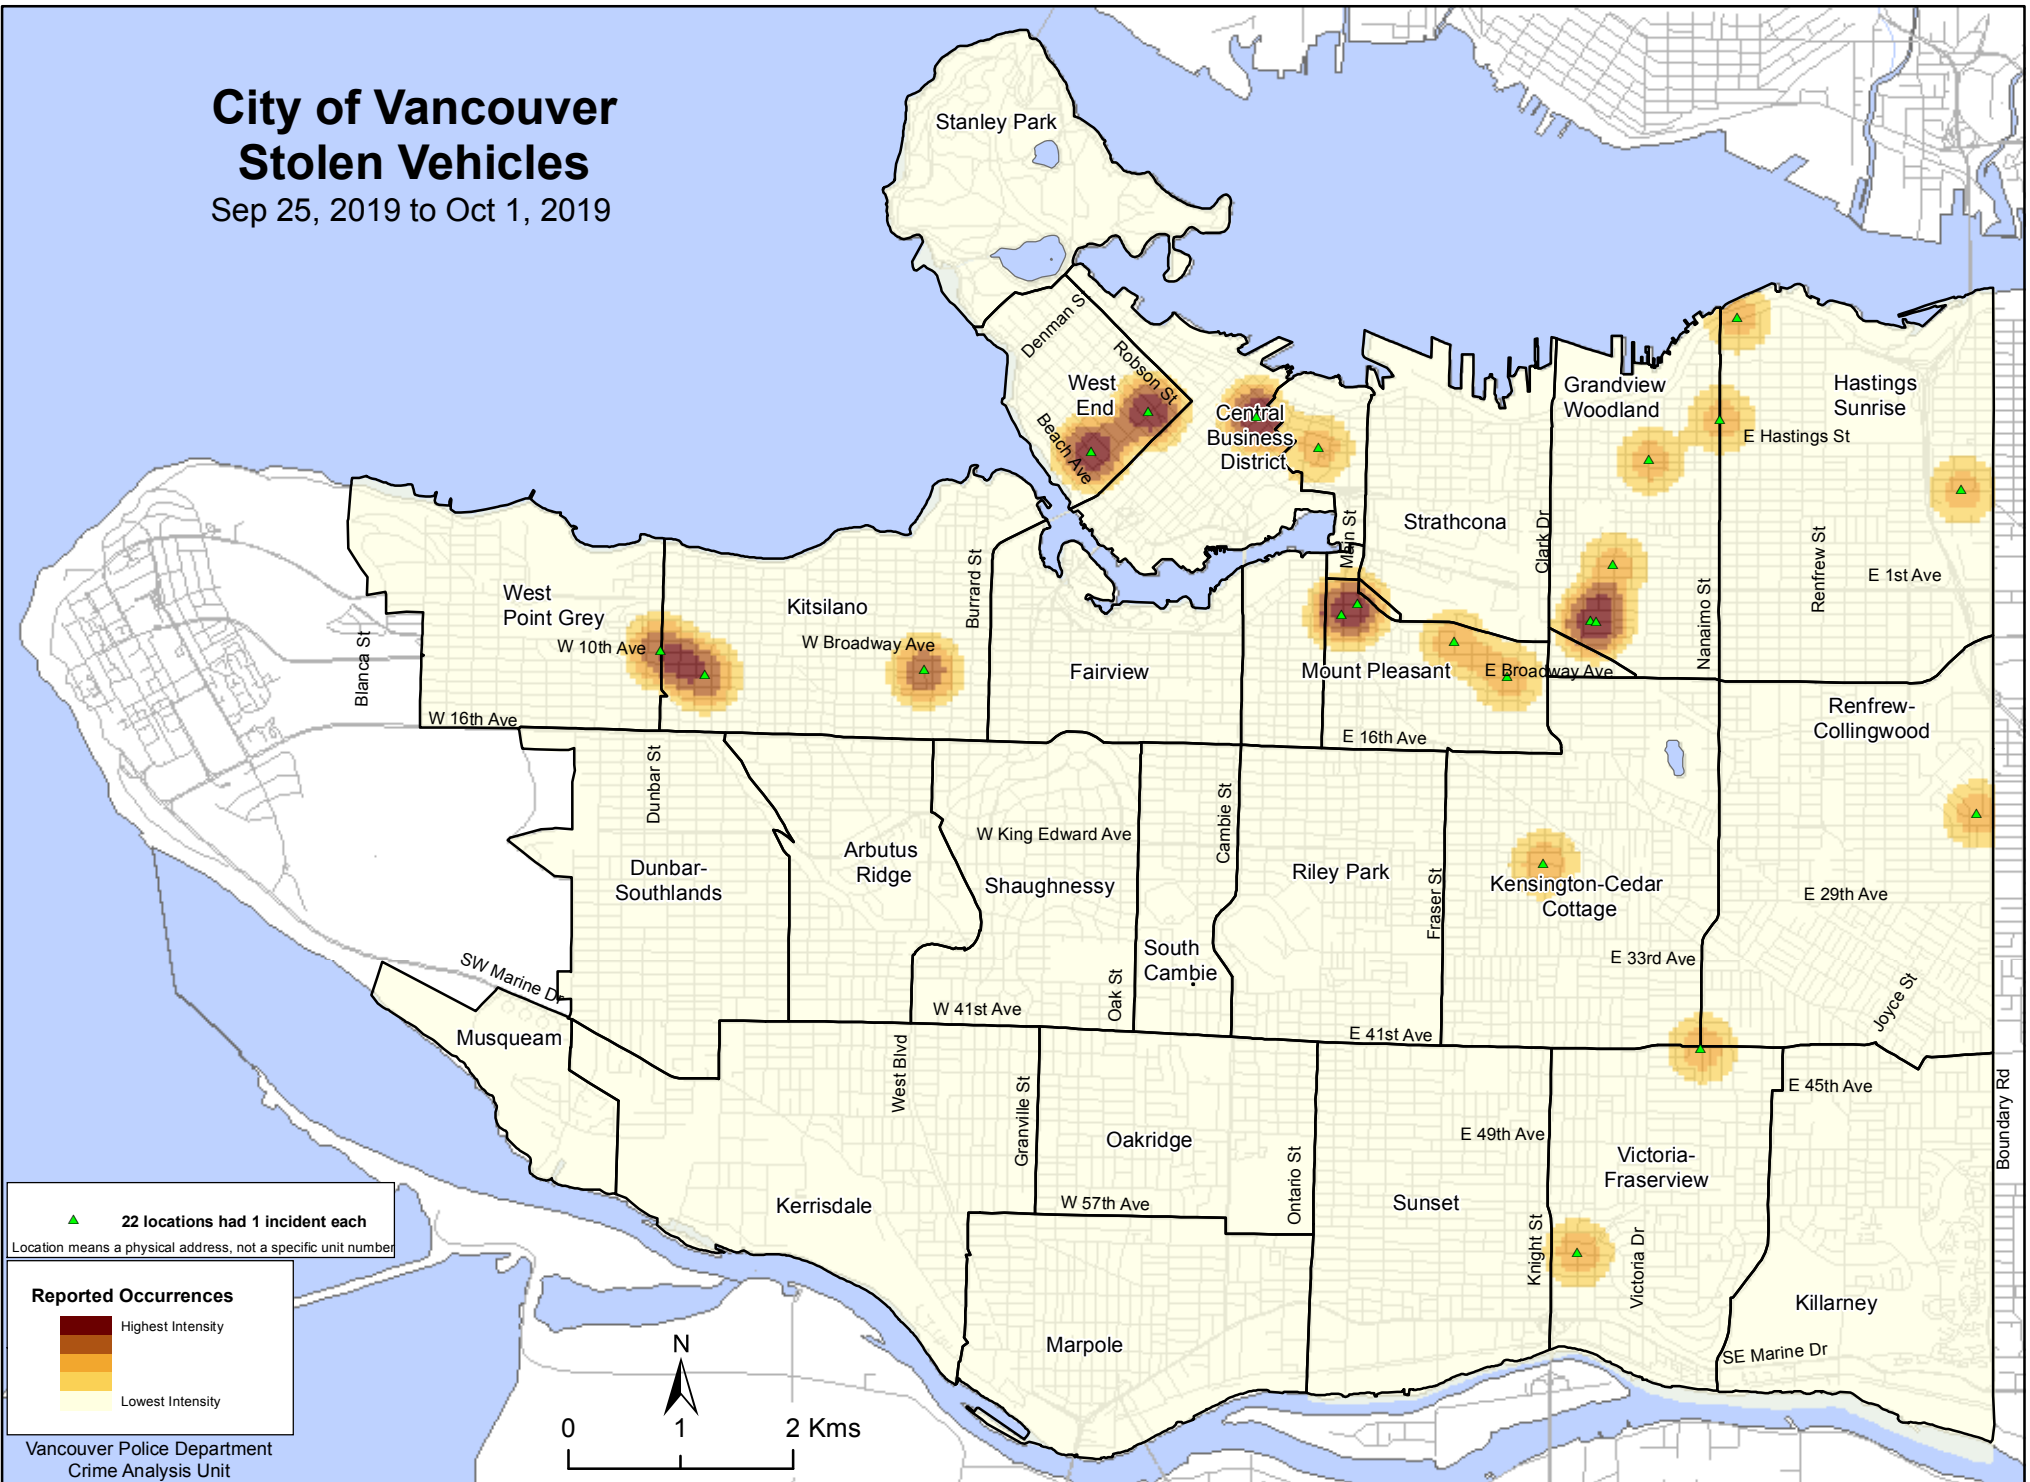 City of Vancouver
Stolen Vehicles
Sep 25, 2019 to Oct 1, 2019
Stanley Park
Denman S
Robson St
West
End
Beach Ave
Central
Business
District
Grandview
Woodland
Hastings
Sunrise
E Hastings St
Strathcona
Main St
Clark Dr
Nanaimo St
Renfrew St
E 1st Ave
West
Point Grey
Kitsilano
Burrard St
W 10th Ave
W Broadway Ave
Blanca St
Fairview
Mount Pleasant
E Broadway Ave
W 16th Ave
E 16th Ave
Renfrew-
Collingwood
Dunbar St
Cambie St
W King Edward Ave
Arbutus
Ridge
Dunbar-
Southlands
Shaughnessy
Riley Park
Fraser St
Kensington-Cedar
Cottage
E 29th Ave
South
Cambie
E 33rd Ave
SW Marine Dr
Oak St
W 41st Ave
E 41st Ave
Joyce St
Musqueam
West Blvd
Granville St
E 45th Ave
Boundary Rd
Oakridge
E 49th Ave
Victoria-
Fraserview
Kerrisdale
W 57th Ave
Ontario St
Sunset
Knight St
Victoria Dr
Killarney
Marpole
SE Marine Dr
22 locations had 1 incident each
Location means a physical address, not a specific unit number
Reported Occurrences
Highest Intensity
Lowest Intensity
N
0 1 2 Kms
Vancouver Police Department
Crime Analysis Unit